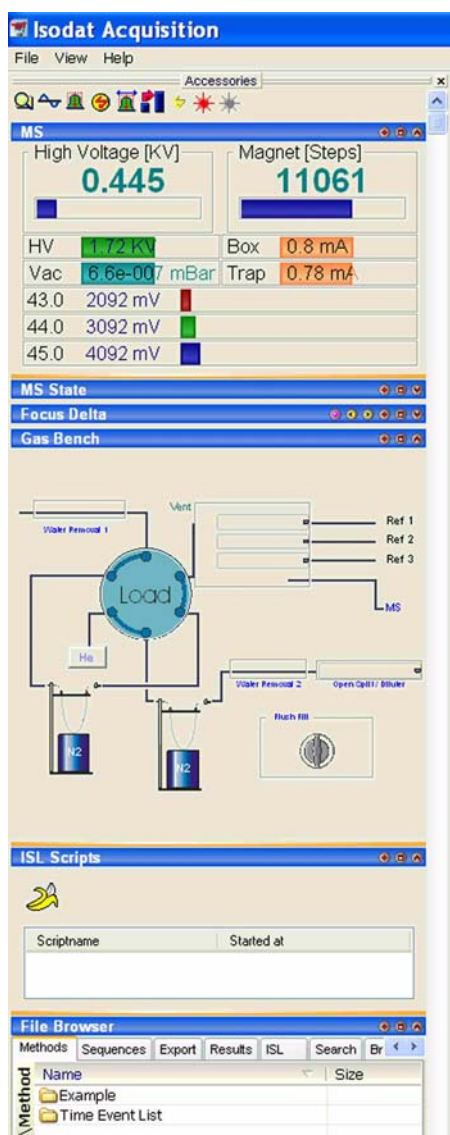 Isodat Acquisition
File View Help
Accessories x
MS
High Voltage [KV] Magnet [Steps]
0.445 11061
HV 1.72 KV Box 0.8 mA
Vac 6.6e-007 mBar Trap 0.78 mA
43.0 2092 mV
44.0 3092 mV
45.0 4092 mV
MS State
Focus Delta
Gas Bench
Vent
Water Removal 1
Ref 1
Ref 2
Ref 3
Load
MS
He
Water Removal 2 Open Split / Diluter
Flush Fill
N2
N2
ISL Scripts
Scriptname Started at
File Browser
Methods Sequences Export Results ISL Search Br
\Method
Name Size
Example
Time Event List